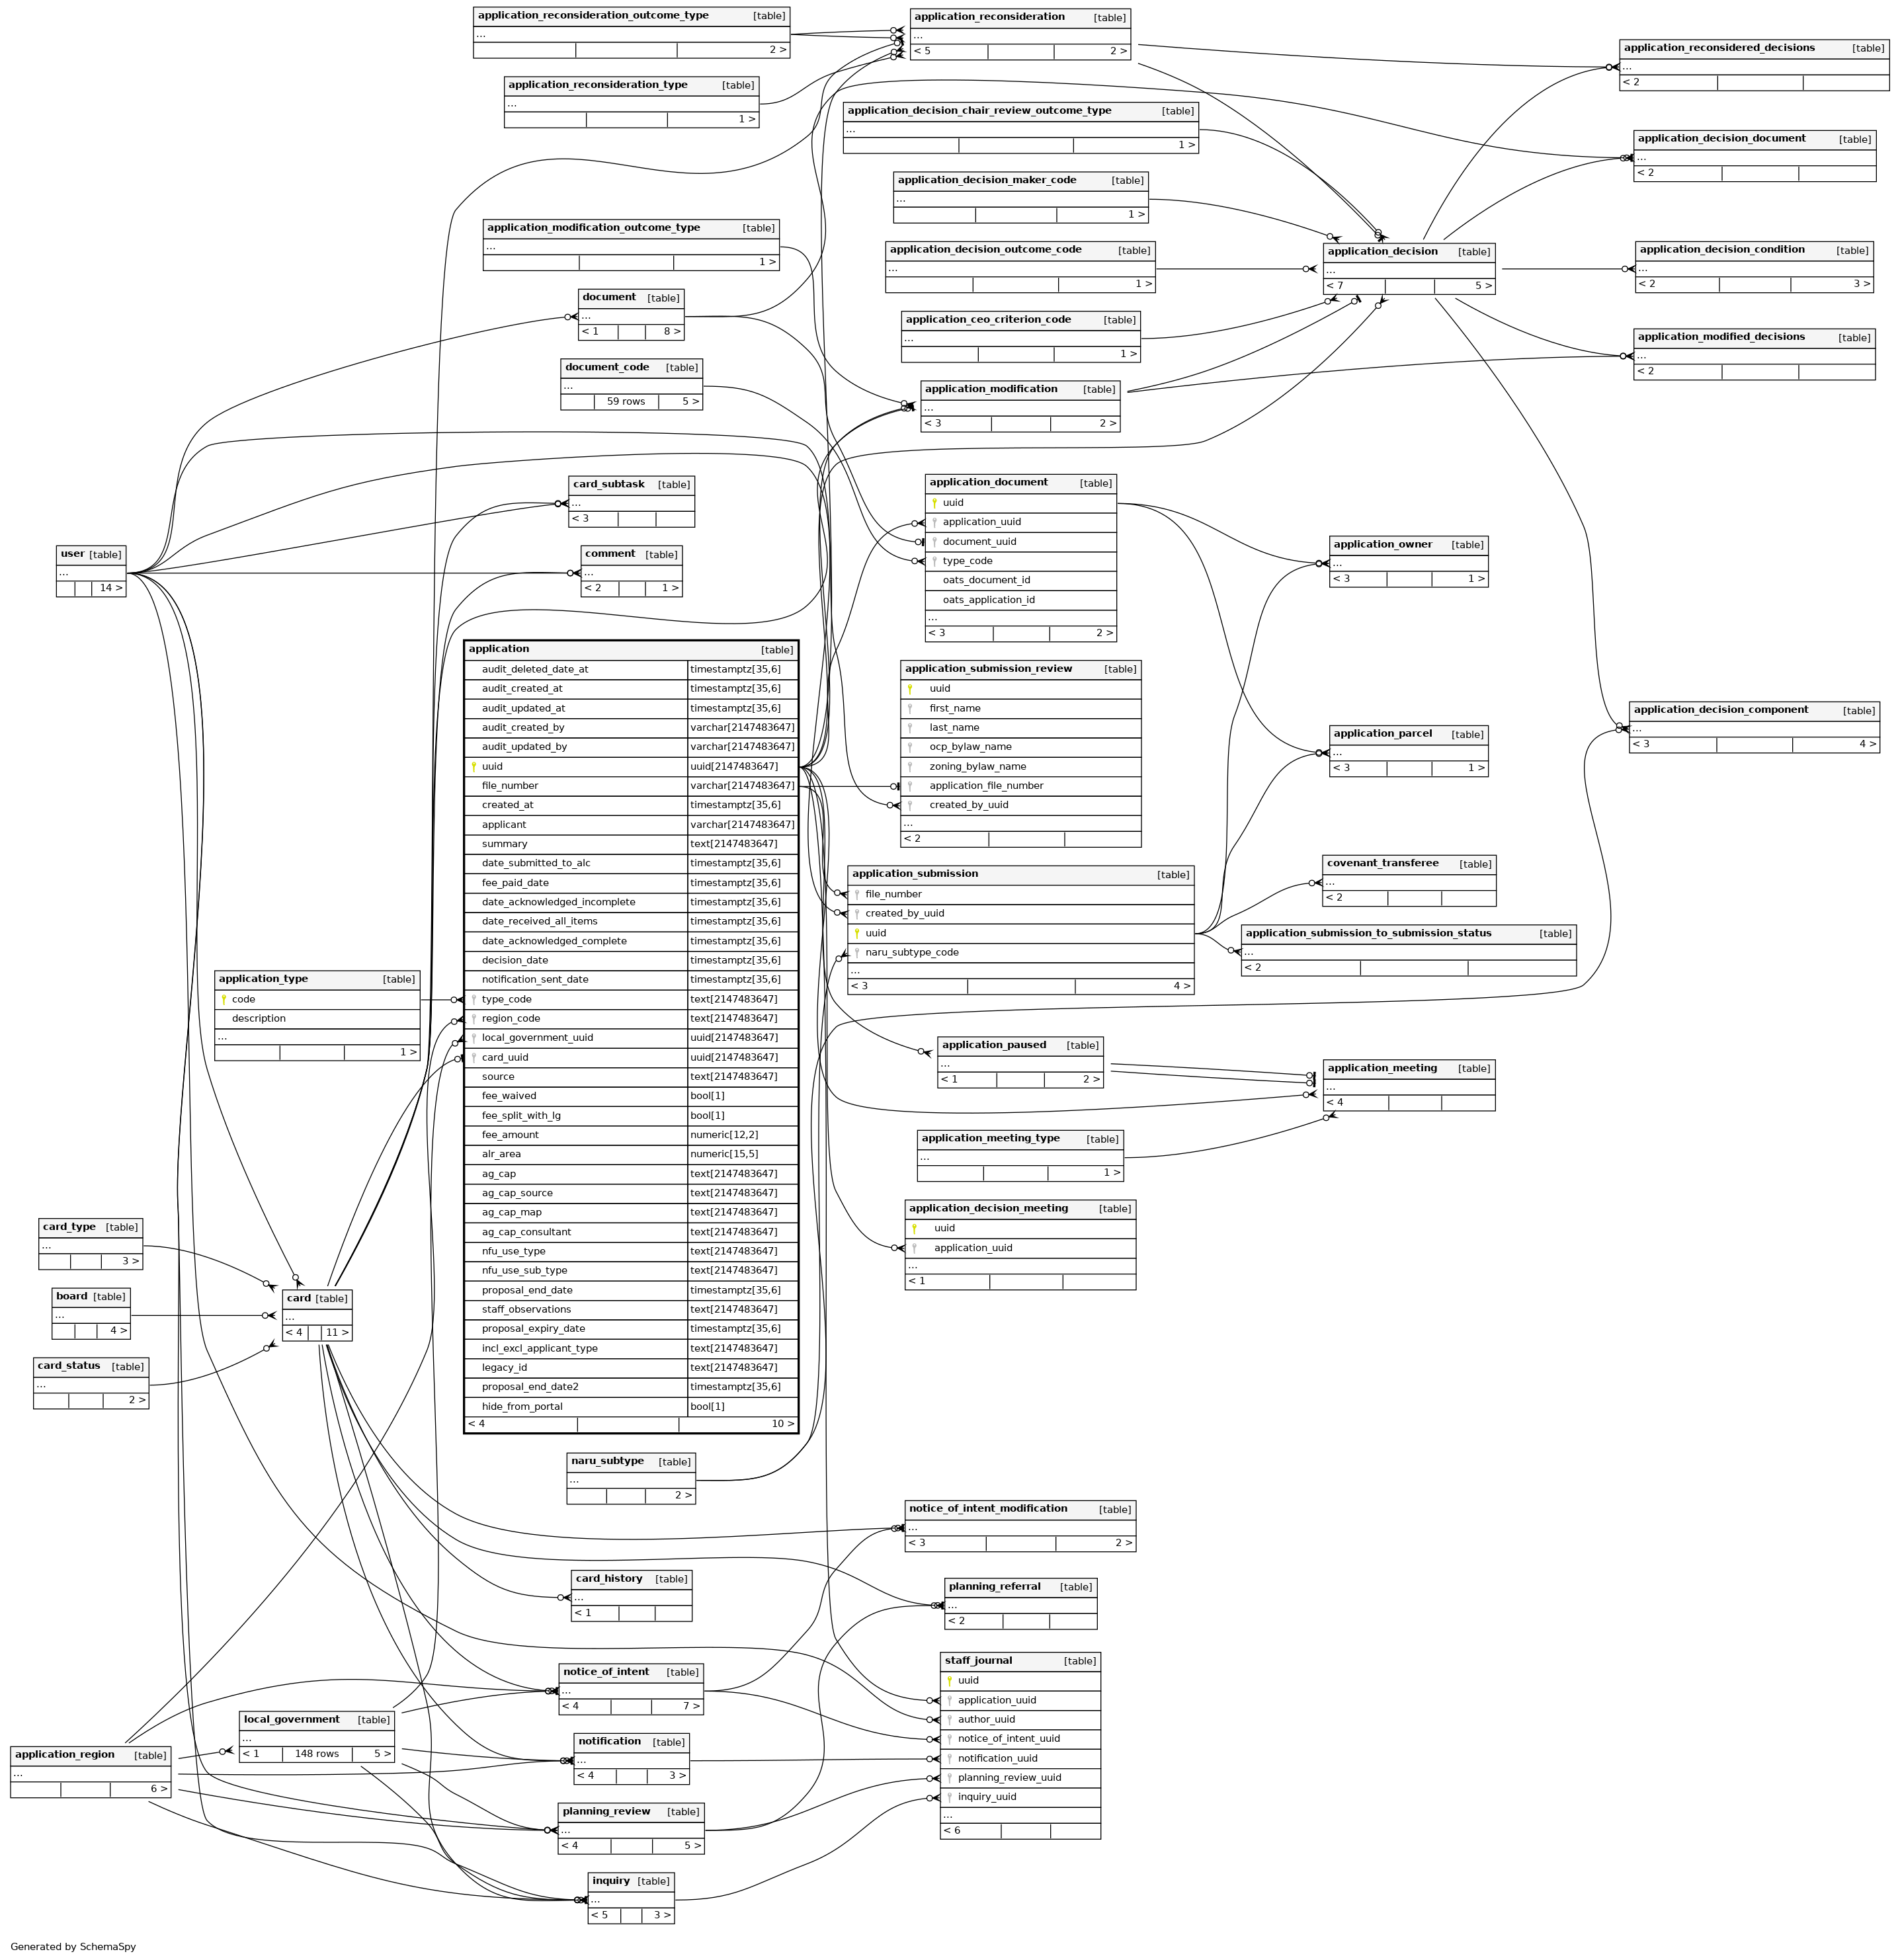 application_reconsideration_outcome_type [table]
...
2 >
application_reconsideration_type [table]
...
1 >
application_reconsideration [table]
...
< 5 2 >
application_reconsidered_decisions [table]
...
< 2
application_decision_chair_review_outcome_type [table]
...
1 >
application_decision_document [table]
...
< 2
application_decision_maker_code [table]
...
1 >
application_modification_outcome_type [table]
...
1 >
application_decision_outcome_code [table]
...
1 >
application_decision [table]
...
< 7 5 >
application_decision_condition [table]
...
< 2 3 >
document [table]
...
< 1 8 >
application_ceo_criterion_code [table]
...
1 >
application_modified_decisions [table]
...
< 2
document_code [table]
...
59 rows 5 >
application_modification [table]
...
< 3 2 >
card_subtask [table]
...
< 3
application_document [table]
uuid
application_uuid
document_uuid
type_code
oats_document_id
oats_application_id
...
< 3 2 >
user [table]
...
14 >
comment [table]
...
< 2 1 >
application_owner [table]
...
< 3 1 >
application [table]
audit_deleted_date_at timestamptz[35,6]
audit_created_at timestamptz[35,6]
audit_updated_at timestamptz[35,6]
audit_created_by varchar[2147483647]
audit_updated_by varchar[2147483647]
uuid uuid[2147483647]
file_number varchar[2147483647]
created_at timestamptz[35,6]
applicant varchar[2147483647]
summary text[2147483647]
date_submitted_to_alc timestamptz[35,6]
fee_paid_date timestamptz[35,6]
date_acknowledged_incomplete timestamptz[35,6]
date_received_all_items timestamptz[35,6]
date_acknowledged_complete timestamptz[35,6]
decision_date timestamptz[35,6]
notification_sent_date timestamptz[35,6]
type_code text[2147483647]
region_code text[2147483647]
local_government_uuid uuid[2147483647]
card_uuid uuid[2147483647]
source text[2147483647]
fee_waived bool[1]
fee_split_with_lg bool[1]
fee_amount numeric[12,2]
alr_area numeric[15,5]
ag_cap text[2147483647]
ag_cap_source text[2147483647]
ag_cap_map text[2147483647]
ag_cap_consultant text[2147483647]
nfu_use_type text[2147483647]
nfu_use_sub_type text[2147483647]
proposal_end_date timestamptz[35,6]
staff_observations text[2147483647]
proposal_expiry_date timestamptz[35,6]
incl_excl_applicant_type text[2147483647]
legacy_id text[2147483647]
proposal_end_date2 timestamptz[35,6]
hide_from_portal bool[1]
< 4 10 >
application_submission_review [table]
uuid
first_name
last_name
ocp_bylaw_name
zoning_bylaw_name
application_file_number
created_by_uuid
...
< 2
application_decision_component [table]
...
< 3 4 >
application_parcel [table]
...
< 3 1 >
application_submission [table]
file_number
created_by_uuid
uuid
naru_subtype_code
...
< 3 4 >
covenant_transferee [table]
...
< 2
application_submission_to_submission_status [table]
...
< 2
application_type [table]
code
description
...
1 >
application_paused [table]
...
< 1 2 >
application_meeting [table]
...
< 4
application_meeting_type [table]
...
1 >
application_decision_meeting [table]
uuid
application_uuid
...
< 1
card_type [table]
...
3 >
board [table]
...
4 >
card [table]
...
< 4 11 >
card_status [table]
...
2 >
naru_subtype [table]
...
2 >
notice_of_intent_modification [table]
...
< 3 2 >
card_history [table]
...
< 1
planning_referral [table]
...
< 2
staff_journal [table]
uuid
application_uuid
author_uuid
notice_of_intent_uuid
notification_uuid
planning_review_uuid
inquiry_uuid
...
< 6
notice_of_intent [table]
...
< 4 7 >
local_government [table]
...
< 1 148 rows 5 >
application_region [table]
...
6 >
notification [table]
...
< 4 3 >
planning_review [table]
...
< 4 5 >
inquiry [table]
...
< 5 3 >
Generated by SchemaSpy